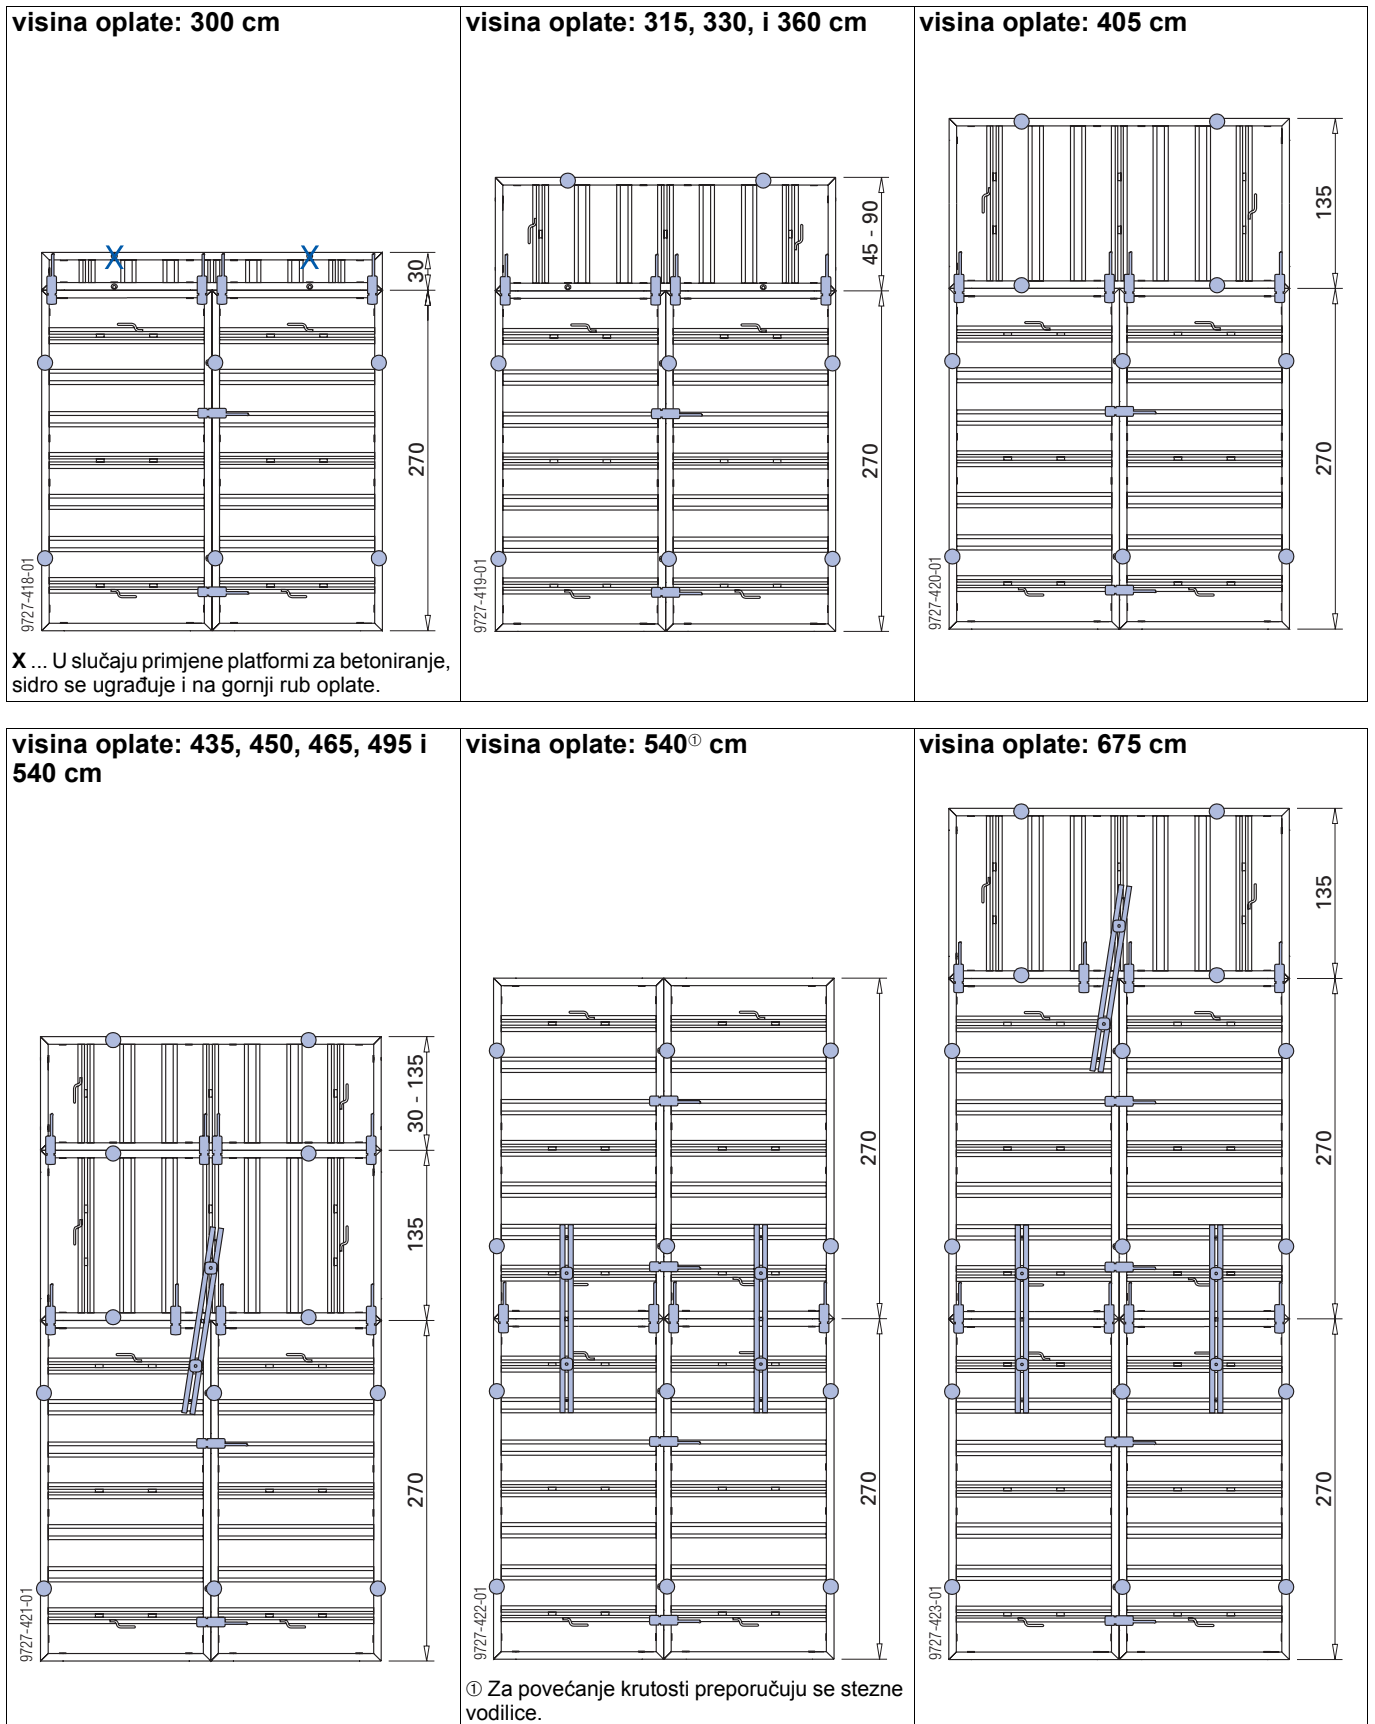 visina oplate: 300 cm
X
X
30
270
9727-418-01
X ... U slučaju primjene platformi za betoniranje,
sidro se ugrađuje i na gornji rub oplate.
visina oplate: 315, 330, i 360 cm
45 - 90
270
9727-419-01
visina oplate: 405 cm
135
270
9727-420-01
visina oplate: 435, 450, 465, 495 i
540 cm
30 - 135
135
270
9727-421-01
visina oplate: 540① cm
270
270
9727-422-01
① Za povećanje krutosti preporučuju se stezne
vodilice.
visina oplate: 675 cm
135
270
270
9727-423-01